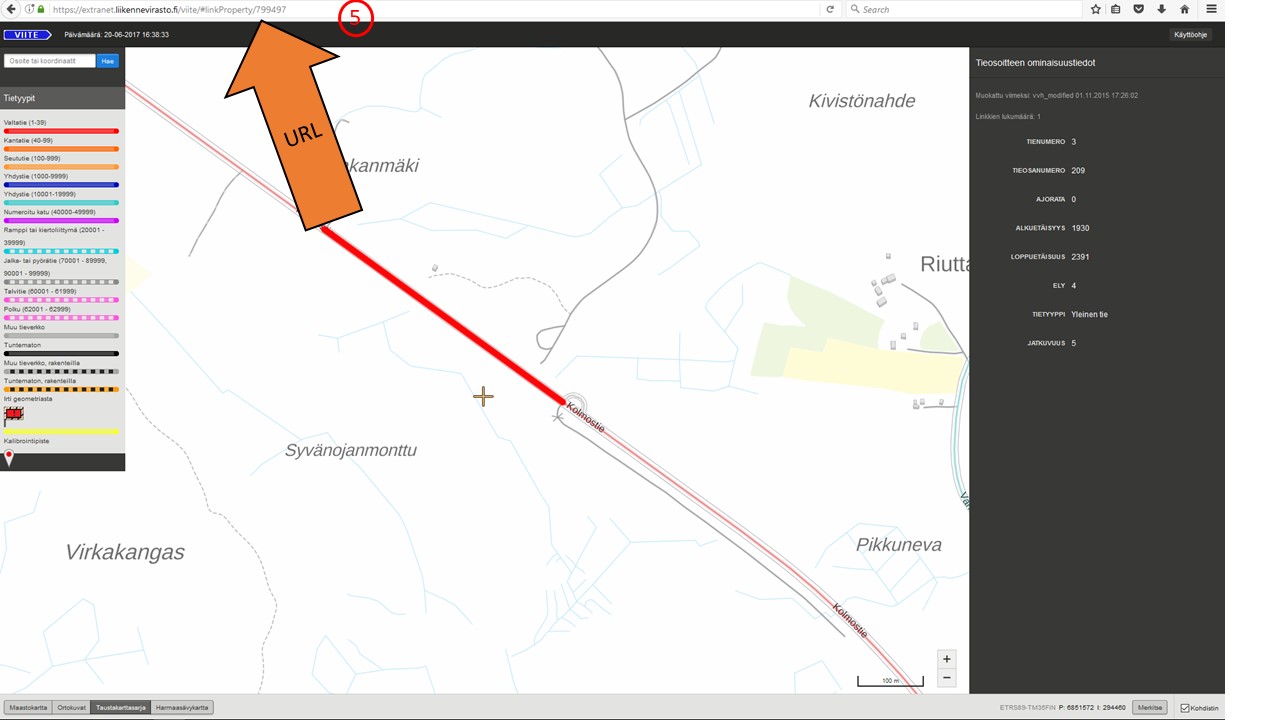 https://extranet.liikennevirasto.fi/viite/#linkProperty/799497
Search
5
VIITE
Päivämäärä: 20-06-2017 16:38:33
Käyttöohje
Osoite tai koordinaatit
Hae
Tietyypit
Valtatie (1-39)
Kantatie (40-99)
Seututie (100-999)
Yhdystie (1000-9999)
Yhdystie (10001-19999)
Numeroitu katu (40000-49999)
Ramppi tai kiertoliittymä (20001 -
39999)
Jalka- tai pyörätie (70001 - 89999,
90001 - 99999)
Talvitie (60001 - 61999)
Polku (62001 - 62999)
Muu tieverkko
Tuntematon
Muu tieverkko, rakenteilla
Tuntematon, rakenteilla
Irti geometriasta
Kalibrointipiste
URL
kanmäki
Kivistönahde
Riutta
Kolmostie
Syvänojanmonttu
Virkakangas
Pikkuneva
Kolmostie
100 m
+
−
Tieosoitteen ominaisuustiedot
Muokattu viimeksi: vvh_modified 01.11.2015 17:26:02
Linkkien lukumäärä: 1
TIENUMERO 3
TIEOSANUMERO 209
AJORATA 0
ALKUETÄISYYS 1930
LOPPUETÄISUUS 2391
ELY 4
TIETYYPPI Yleinen tie
JATKUVUUS 5
Maastokartta
Ortokuvat
Taustakarttasarja
Harmaasävykartta
ETRS89-TM35FIN P: 6851572 I: 294460
Merkitse
Kohdistin